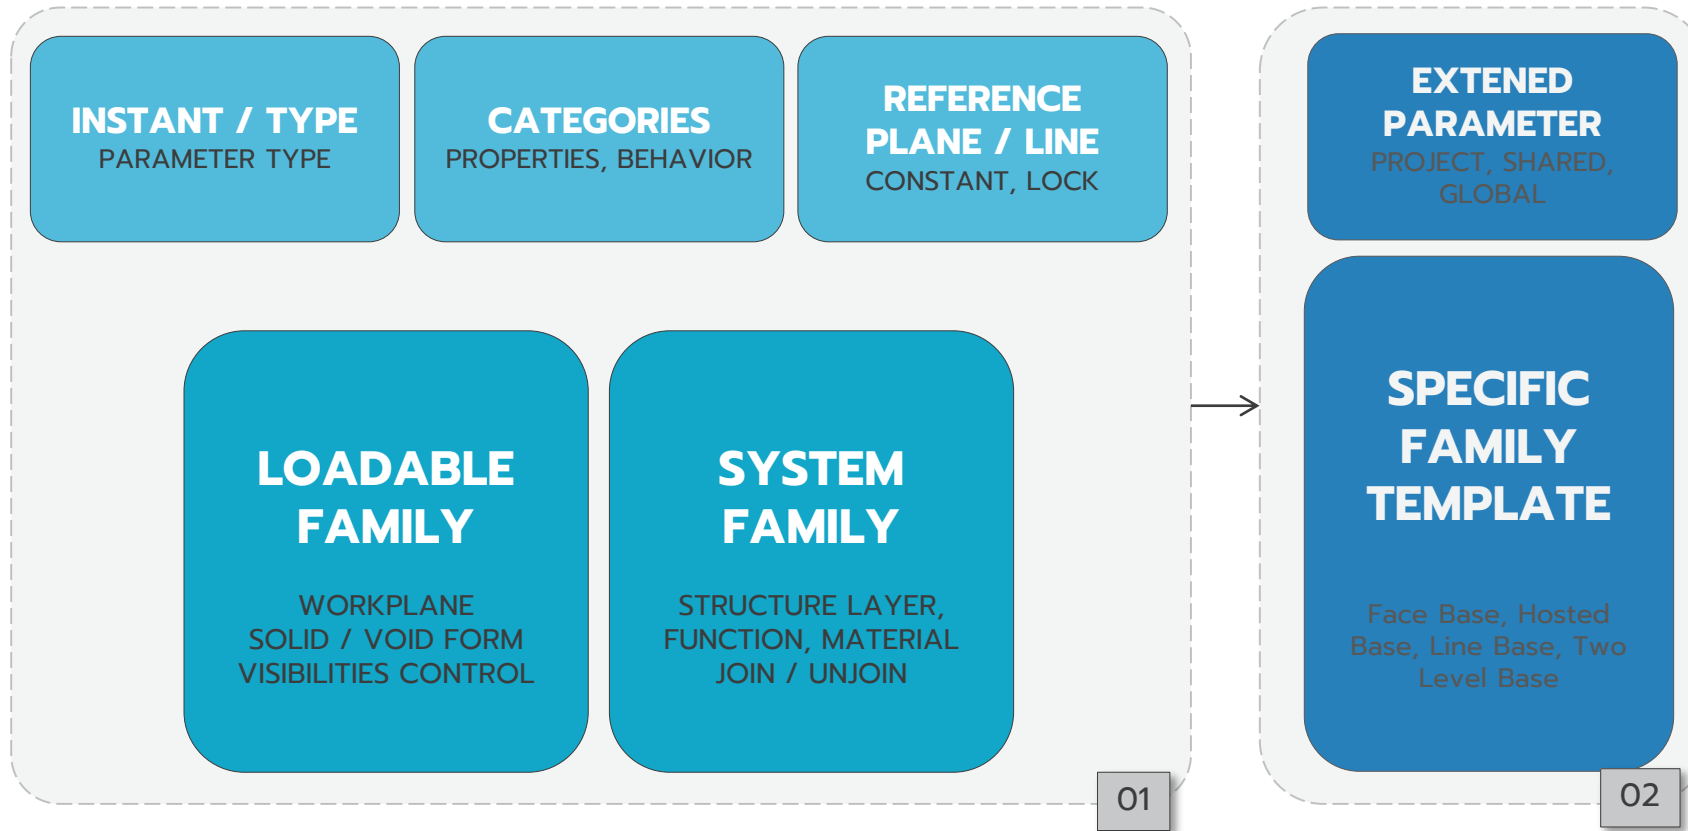 INSTANT / TYPE
PARAMETER TYPE
CATEGORIES
PROPERTIES, BEHAVIOR
REFERENCE
PLANE / LINE
CONSTANT, LOCK
LOADABLE
FAMILY
WORKPLANE
SOLID / VOID FORM
VISIBILITIES CONTROL
SYSTEM
FAMILY
STRUCTURE LAYER,
FUNCTION, MATERIAL
JOIN / UNJOIN
01
EXTENED
PARAMETER
PROJECT, SHARED,
GLOBAL
SPECIFIC
FAMILY
TEMPLATE
Face Base, Hosted
Base, Line Base, Two
Level Base
02